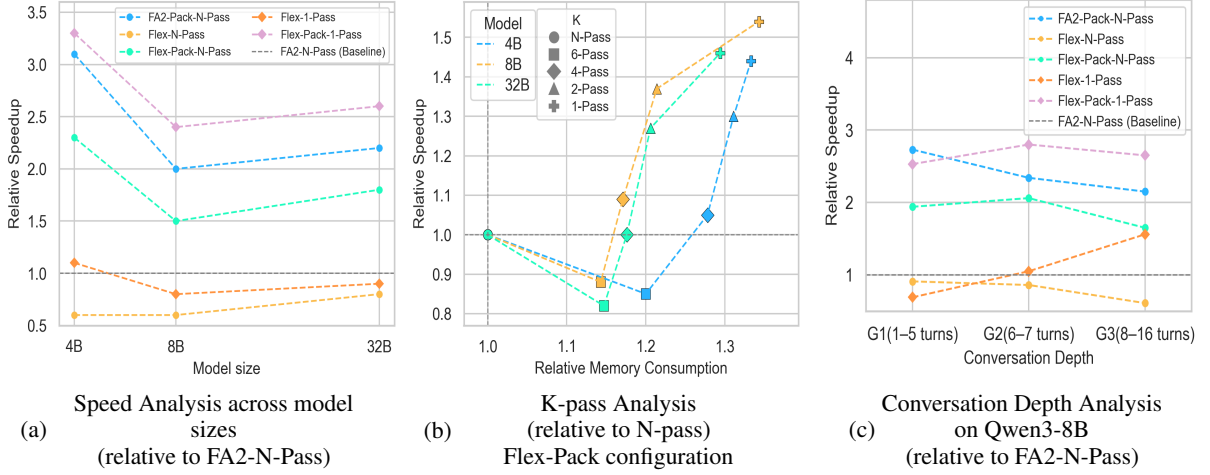 FA2-Pack-N-Pass
Flex-N-Pass
Flex-Pack-N-Pass
Flex-1-Pass
Flex-Pack-1-Pass
FA2-N-Pass (Baseline)
Relative Speedup
3.5
3.0
2.5
2.0
1.5
1.0
0.5
4B
8B
32B
Model size
(a)
Speed Analysis across model
sizes
(relative to FA2-N-Pass)
Model
4B
8B
32B
K
N-Pass
6-Pass
4-Pass
2-Pass
1-Pass
Relative Speedup
1.5
1.4
1.3
1.2
1.1
1.0
0.9
0.8
1.0
1.1
1.2
1.3
Relative Memory Consumption
(b)
K-pass Analysis
(relative to N-pass)
Flex-Pack configuration
FA2-Pack-N-Pass
Flex-N-Pass
Flex-Pack-N-Pass
Flex-1-Pass
Flex-Pack-1-Pass
FA2-N-Pass (Baseline)
Relative Speedup
4
3
2
1
G1(1–5 turns)
G2(6–7 turns)
G3(8–16 turns)
Conversation Depth
(c)
Conversation Depth Analysis
on Qwen3-8B
(relative to FA2-N-Pass)